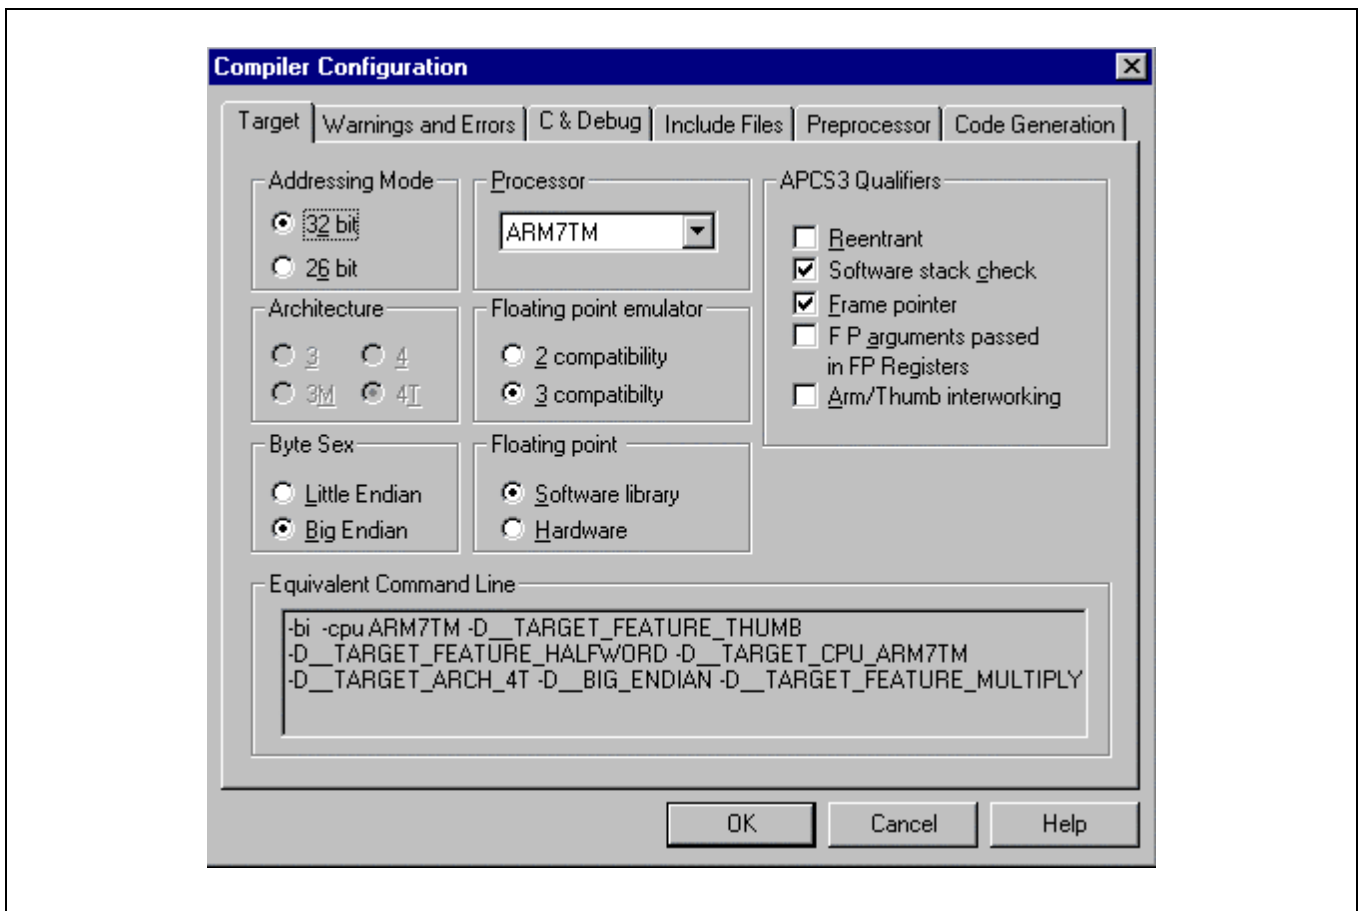 Compiler Configuration
Target Warnings and Errors C & Debug Include Files Preprocessor Code Generation
Addressing Mode
32 bit
26 bit
Processor
ARM7TM
APCS3 Qualifiers
Reentrant
Software stack check
Frame pointer
F P arguments passed
in FP Registers
Arm/Thumb interworking
Architecture
3 4
3M 4T
Floating point emulator
2 compatibility
3 compatibilty
Byte Sex
Little Endian
Big Endian
Floating point
Software library
Hardware
Equivalent Command Line
-bi -cpu ARM7TM -D__TARGET_FEATURE_THUMB
-D__TARGET_FEATURE_HALFWORD -D__TARGET_CPU_ARM7TM
-D__TARGET_ARCH_4T -D__BIG_ENDIAN -D__TARGET_FEATURE_MULTIPLY
OK Cancel Help